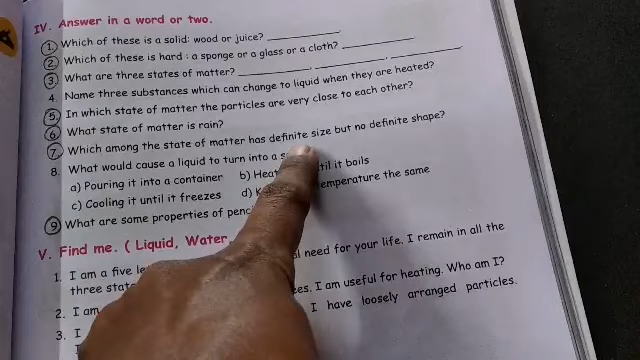 IV. Answer in a word or two.
1. Which of these is a solid: wood or juice?
2. Which of these is hard : a sponge or a glass or a cloth?
3. What are three states of matter?
4. Name three substances which can change to liquid when they are heated?
5. In which state of matter the particles are very close to each other?
6. What state of matter is rain?
7. Which among the state of matter has definite size but no definite shape?
8. What would cause a liquid to turn into a
a) Pouring it into a container b) Heat til it boils
c) Cooling it until it freezes d) temperature the same
9. What are some properties of
V. Find me. ( Liquid, Water,
1. I am a five need for your life. I remain in all the
three
2. I am I am useful for heating. Who am I?
3. I I have loosely arranged particles.